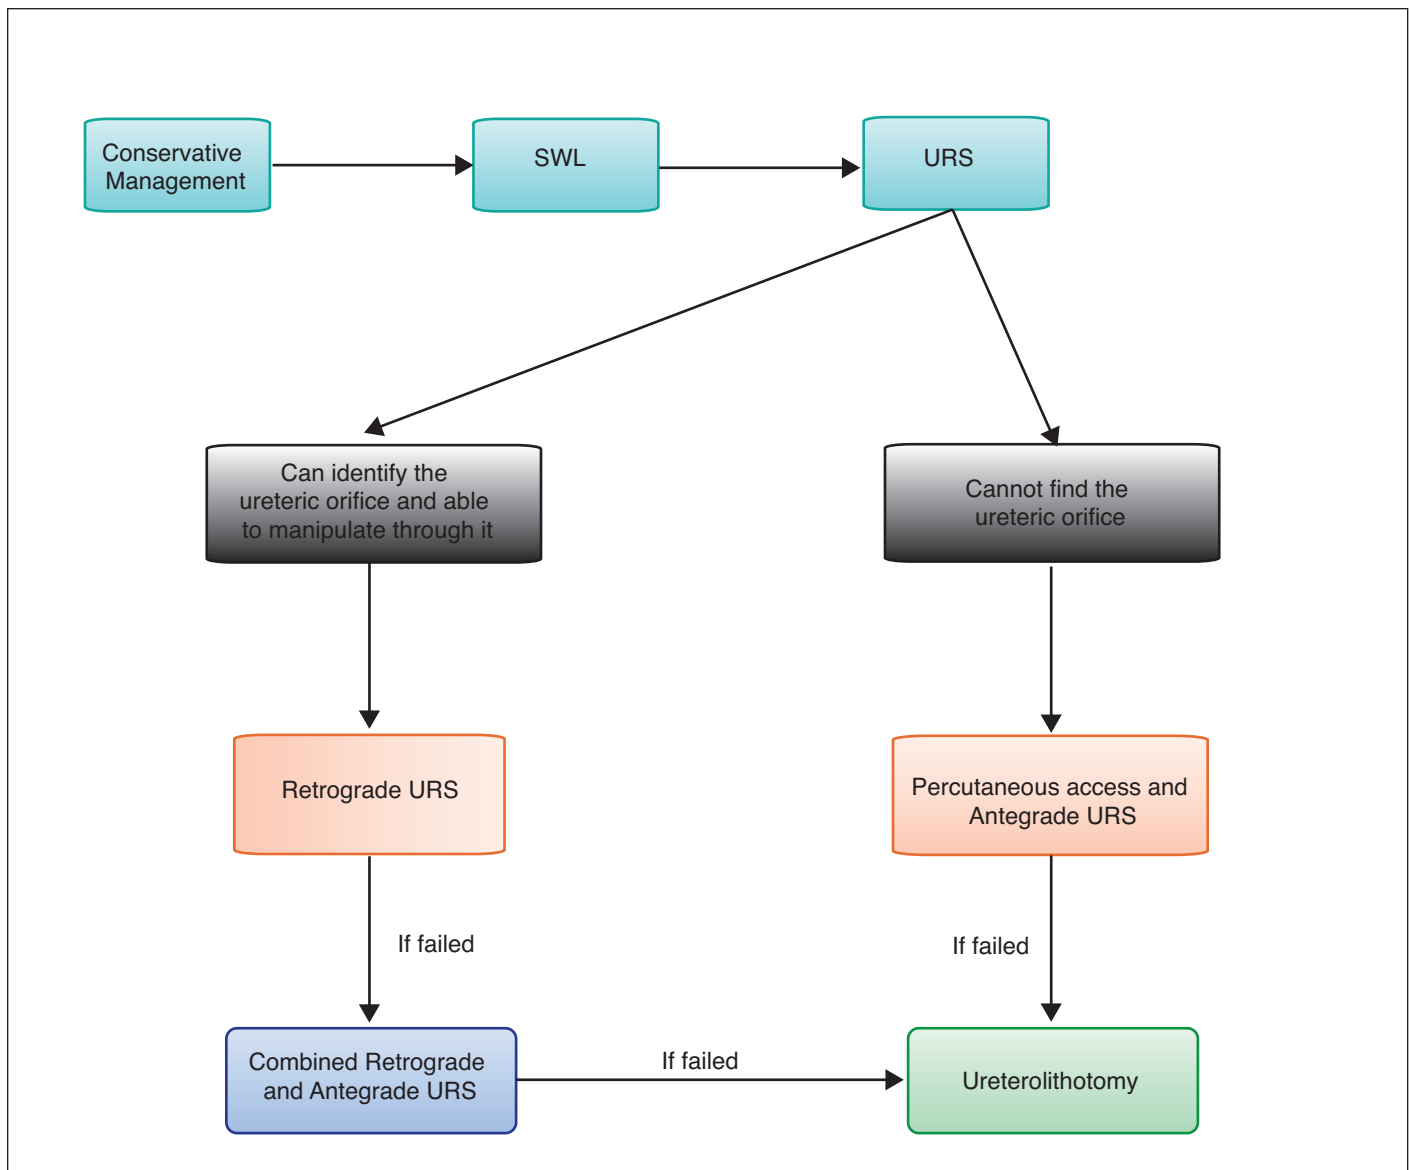 Conservative
Management
SWL
URS
Can identify the
ureteric orifice and able
to manipulate through it
Cannot find the
ureteric orifice
Retrograde URS
Percutaneous access and
Antegrade URS
If failed
If failed
Combined Retrograde
and Antegrade URS
If failed
Ureterolithotomy